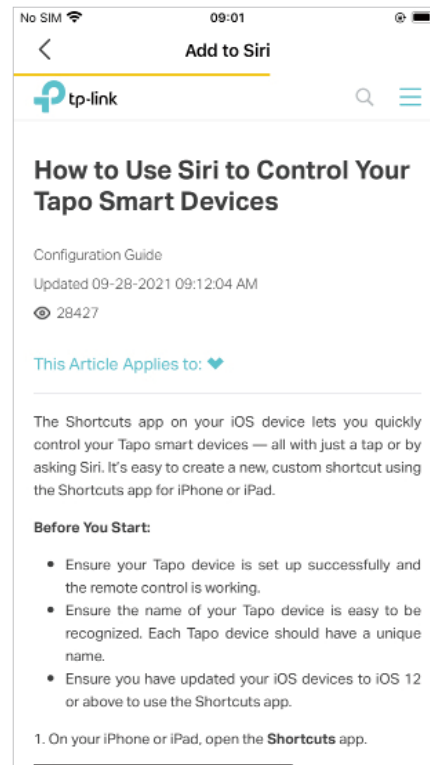 No SIM 09:01
Add to Siri
tp-link
How to Use Siri to Control Your
Tapo Smart Devices
Configuration Guide
Updated 09-28-2021 09:12:04 AM
28427
This Article Applies to:
The Shortcuts app on your iOS device lets you quickly
control your Tapo smart devices — all with just a tap or by
asking Siri. It's easy to create a new, custom shortcut using
the Shortcuts app for iPhone or iPad.
Before You Start:
• Ensure your Tapo device is set up successfully and
the remote control is working.
• Ensure the name of your Tapo device is easy to be
recognized. Each Tapo device should have a unique
name.
• Ensure you have updated your iOS devices to iOS 12
or above to use the Shortcuts app.
1. On your iPhone or iPad, open the Shortcuts app.